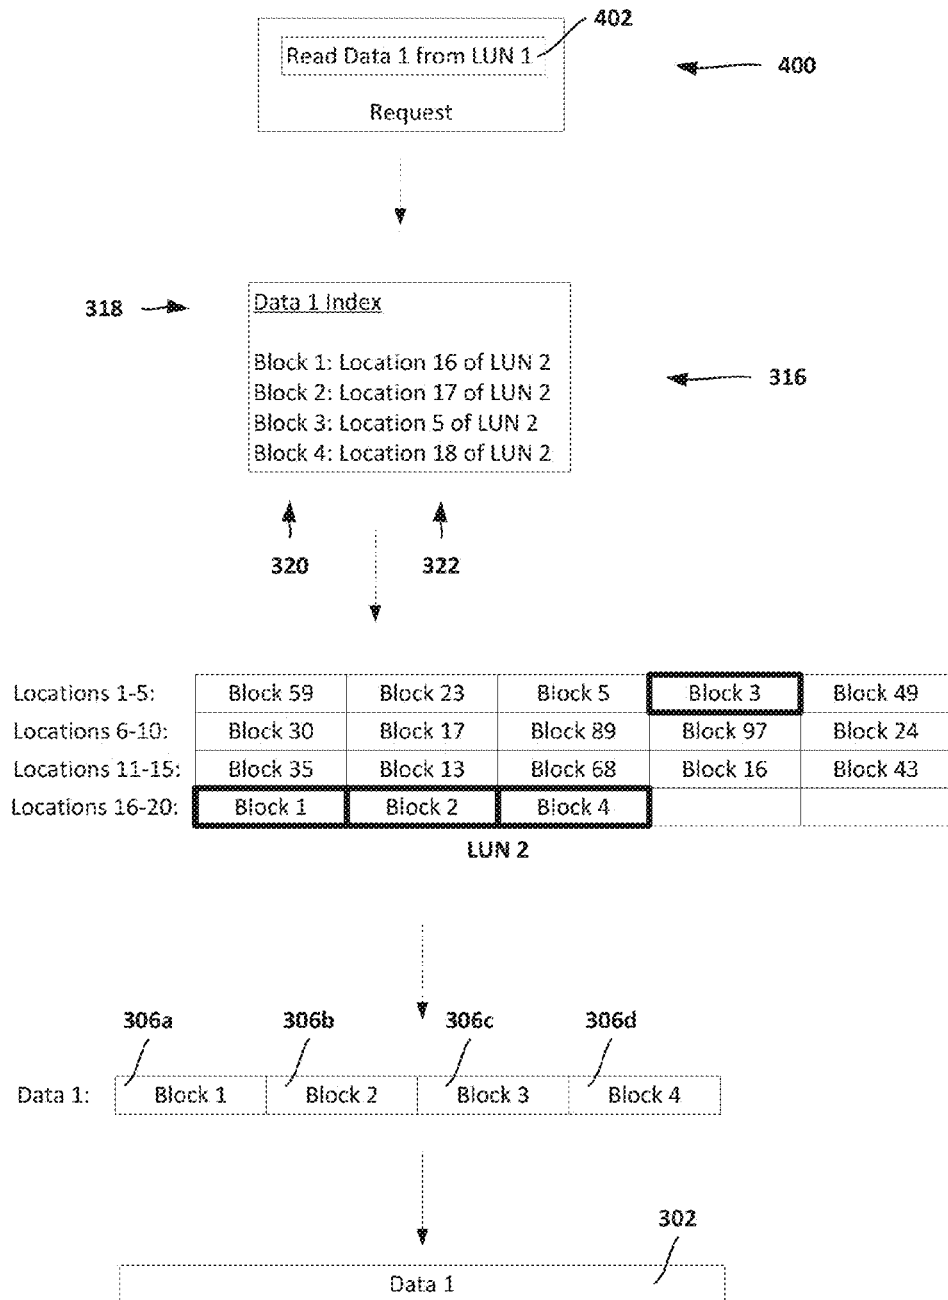 402
Read Data 1 from LUN 1
400
Request
318
Data 1 Index
Block 1: Location 16 of LUN 2
316
Block 2: Location 17 of LUN 2
Block 3: Location 5 of LUN 2
Block 4: Location 18 of LUN 2
320 322
Locations 1-5: Block 59 Block 23 Block 5 Block 3 Block 49
Locations 6-10: Block 30 Block 17 Block 89 Block 97 Block 24
Locations 11-15: Block 35 Block 13 Block 68 Block 16 Block 43
Locations 16-20: Block 1 Block 2 Block 4
LUN 2
306a 306b 306c 306d
Data 1: Block 1 Block 2 Block 3 Block 4
302
Data 1